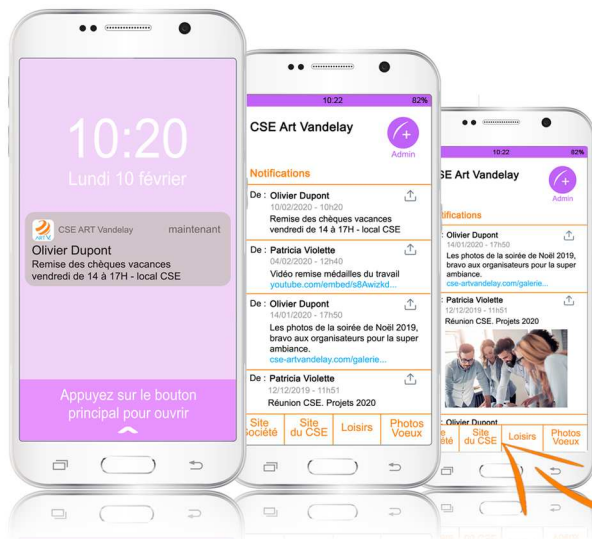 10:20
Lundi 10 février
CSE ART Vandelay
maintenant
Olivier Dupont
Remise des chèques vacances
vendredi de 14 à 17H - local CSE
Appuyez sur le bouton
principal pour ouvrir
10:22
82%
CSE Art Vandelay
Admin
Notifications
De : Olivier Dupont
10/02/2020 - 10h20
Remise des chèques vacances
vendredi de 14 à 17H - local CSE
De : Patricia Violette
04/02/2020 - 12h40
Vidéo remise médailles du travail
youtube.com/embed/s8Awizkd...
De : Olivier Dupont
14/01/2020 - 17h50
Les photos de la soirée de Noël 2019,
bravo aux organisateurs pour la super
ambiance.
cse-artvandelay.com/galerie...
De : Patricia Violette
12/12/2019 - 11h51
Réunion CSE. Projets 2020
Site
Société
Site
du CSE
Loisirs
Photos
Voeux
10:22
82%
SE Art Vandelay
Admin
tifications
: Olivier Dupont
14/01/2020 - 17h50
Les photos de la soirée de Noël 2019,
bravo aux organisateurs pour la super
ambiance.
cse-artvandelay.com/galerie...
: Patricia Violette
12/12/2019 - 11h51
Réunion CSE. Projets 2020
: Olivier Dupont
e
été
Site
du CSE
Loisirs
Photos
Voeux